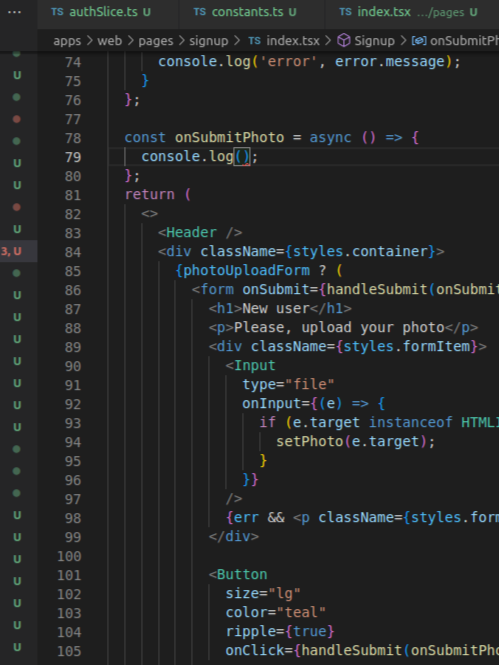 ··· TS authSlice.ts U TS constants.ts U TS index.tsx .../pages U
apps > web > pages > signup > TS index.tsx > Signup > onSubmitPh
74 console.log('error', error.message);
75 }
76 };
77
78 const onSubmitPhoto = async () => {
79 console.log();
80 };
81 return (
82 <>
83 <Header />
84 <div className={styles.container}>
85 {photoUploadForm ? (
86 <form onSubmit={handleSubmit(onSubmit
87 <h1>New user</h1>
88 <p>Please, upload your photo</p>
89 <div className={styles.formItem}>
90 <Input
91 type="file"
92 onInput={(e) => {
93 if (e.target instanceof HTMLI
94 setPhoto(e.target);
95 }
96 }}
97 />
98 {err && <p className={styles.form
99 </div>
100
101 <Button
102 size="lg"
103 color="teal"
104 ripple={true}
105 onClick={handleSubmit(onSubmitPho
U
U
U
U
3, U
U
U
U
U
U
U
U
U
U
U
U
U
U
U